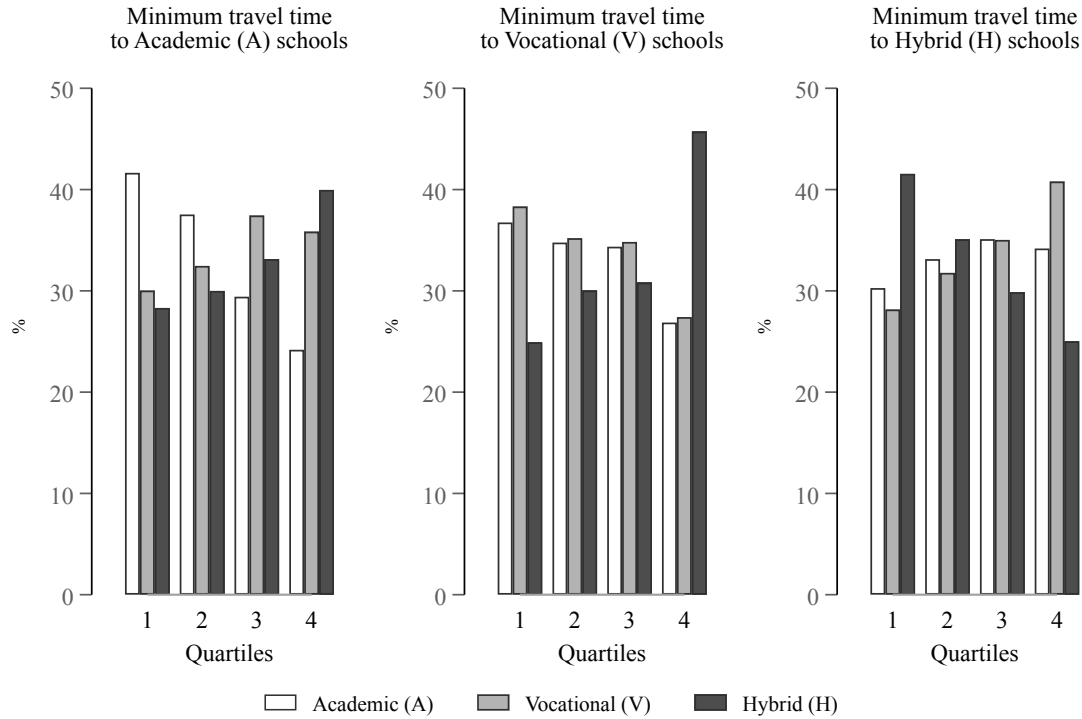 Minimum travel time
to Academic (A) schools
Minimum travel time
to Vocational (V) schools
Minimum travel time
to Hybrid (H) schools
50
40
30
20
10
0
%
1 2 3 4
Quartiles
50
40
30
20
10
0
%
1 2 3 4
Quartiles
50
40
30
20
10
0
%
1 2 3 4
Quartiles
Academic (A) Vocational (V) Hybrid (H)